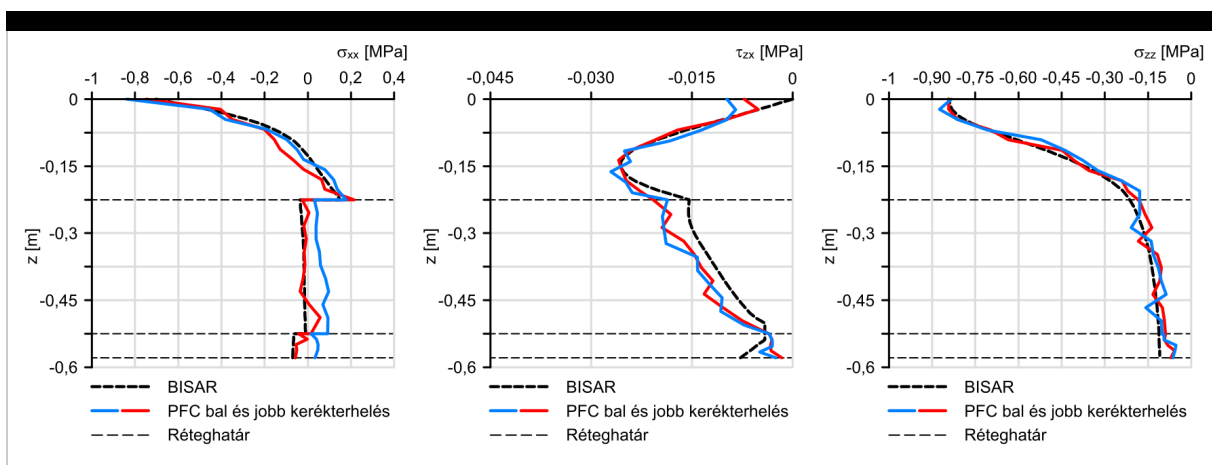 σxx [MPa]
-1 -0,8 -0,6 -0,4 -0,2 0 0,2 0,4
0
-0,15
-0,3
-0,45
-0,6
z [m]
BISAR
PFC bal és jobb kerékterhelés
Réteghatár
τzx [MPa]
-0,045 -0,030 -0,015 0
0
-0,15
-0,3
-0,45
-0,6
z [m]
BISAR
PFC bal és jobb kerékterhelés
Réteghatár
σzz [MPa]
-1 -0,90 -0,75 -0,60 -0,45 -0,30 -0,15 0
0
-0,15
-0,3
-0,45
-0,6
z [m]
BISAR
PFC bal és jobb kerékterhelés
Réteghatár